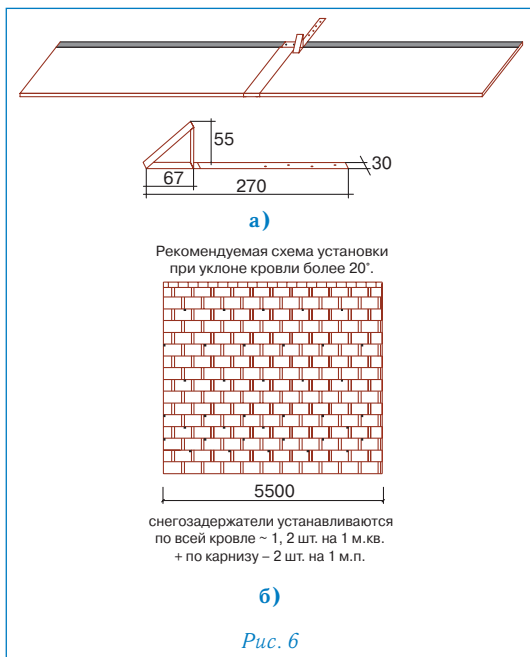 55
30
67
270
а)
Рекомендуемая схема установки
при уклоне кровли более 20°.
5500
снегозадержатели устанавливаются
по всей кровле ~ 1, 2 шт. на 1 м.кв.
+ по карнизу – 2 шт. на 1 м.п.
б)
Рис. 6